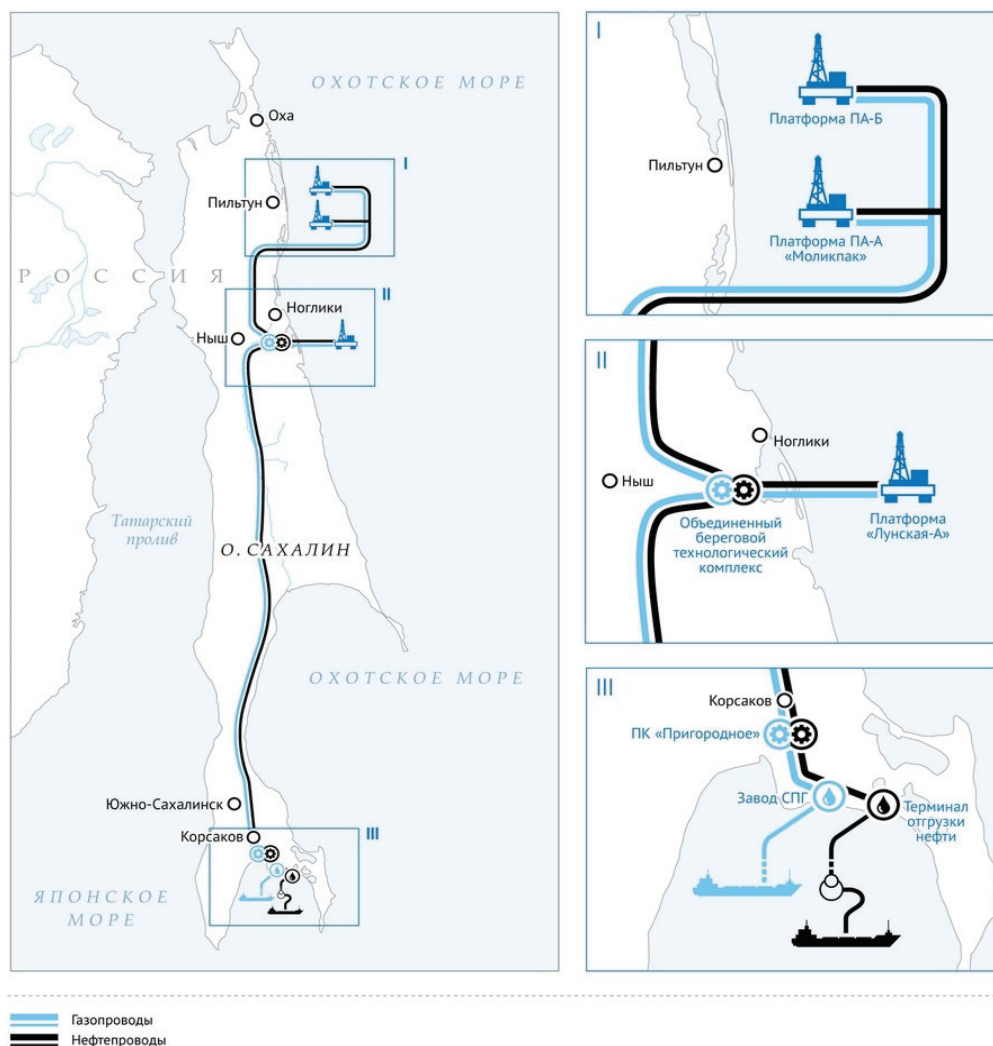 ОХОТСКОЕ МОРЕ
Оха
I
Пильтун
РОССИЯ
II
Ноглики
Ныш
Татарский
пролив
О. САХАЛИН
ОХОТСКОЕ МОРЕ
Южно-Сахалинск
Корсаков
III
ЯПОНСКОЕ
МОРЕ
I
Платформа ПА-Б
Пильтун
Платформа ПА-А
«Моликпак»
II
Ноглики
Ныш
Объединенный
береговой
технологический
комплекс
Платформа
«Лунская-А»
III
Корсаков
ПК «Пригородное»
Завод СПГ
Терминал
отгрузки
нефти
Газопроводы
Нефтепроводы